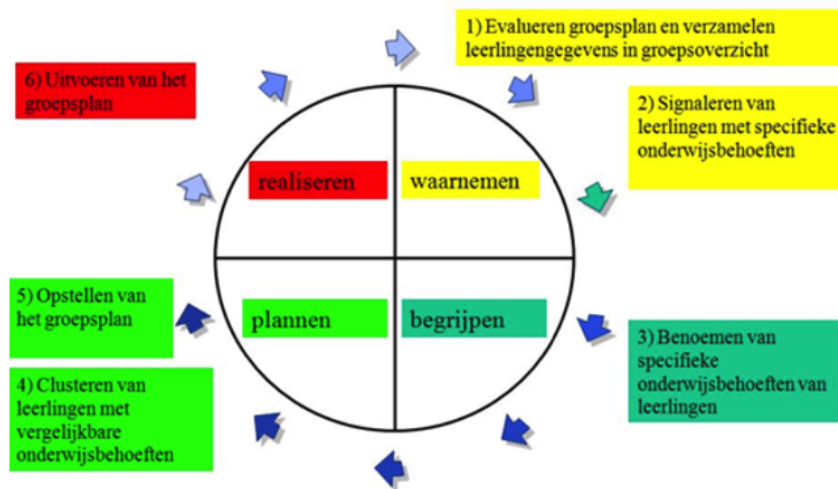 1) Evalueren groepsplan en verzamelen
leerlingengegevens in groepsoverzicht
2) Signaleren van
leerlingen met specifieke
onderwijsbehoeften
3) Benoemen van
specifieke
onderwijsbehoeften van
leerlingen
4) Clusteren van
leerlingen met
vergelijkbare
onderwijsbehoeften
5) Opstellen van
het groepsplan
6) Uitvoeren van het
groepsplan
realiseren
waarnemen
plannen
begrijpen